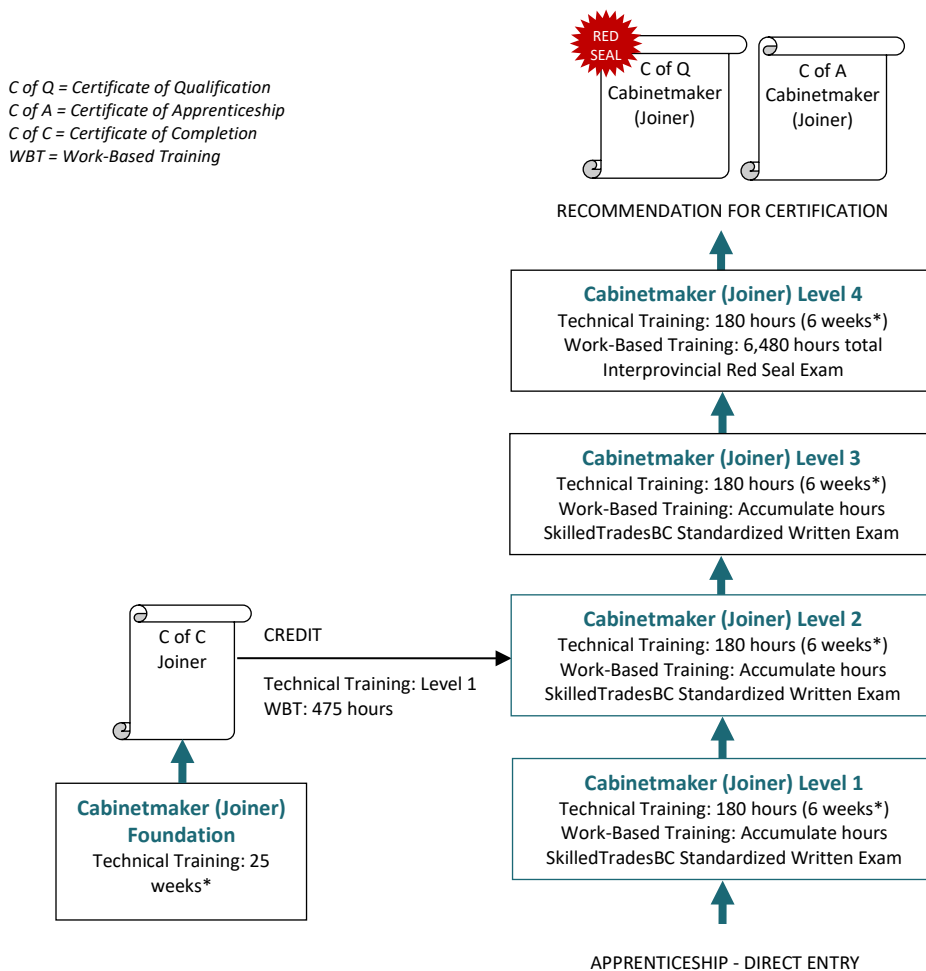 RED
SEAL
C of Q
Cabinetmaker
(Joiner)
C of A
Cabinetmaker
(Joiner)
C of Q = Certificate of Qualification
C of A = Certificate of Apprenticeship
C of C = Certificate of Completion
WBT = Work-Based Training
RECOMMENDATION FOR CERTIFICATION
Cabinetmaker (Joiner) Level 4
Technical Training: 180 hours (6 weeks*)
Work-Based Training: 6,480 hours total
Interprovincial Red Seal Exam
Cabinetmaker (Joiner) Level 3
Technical Training: 180 hours (6 weeks*)
Work-Based Training: Accumulate hours
SkilledTradesBC Standardized Written Exam
C of C
Joiner
CREDIT
Technical Training: Level 1
WBT: 475 hours
Cabinetmaker (Joiner) Level 2
Technical Training: 180 hours (6 weeks*)
Work-Based Training: Accumulate hours
SkilledTradesBC Standardized Written Exam
Cabinetmaker (Joiner)
Foundation
Technical Training: 25
weeks*
Cabinetmaker (Joiner) Level 1
Technical Training: 180 hours (6 weeks*)
Work-Based Training: Accumulate hours
SkilledTradesBC Standardized Written Exam
APPRENTICESHIP - DIRECT ENTRY